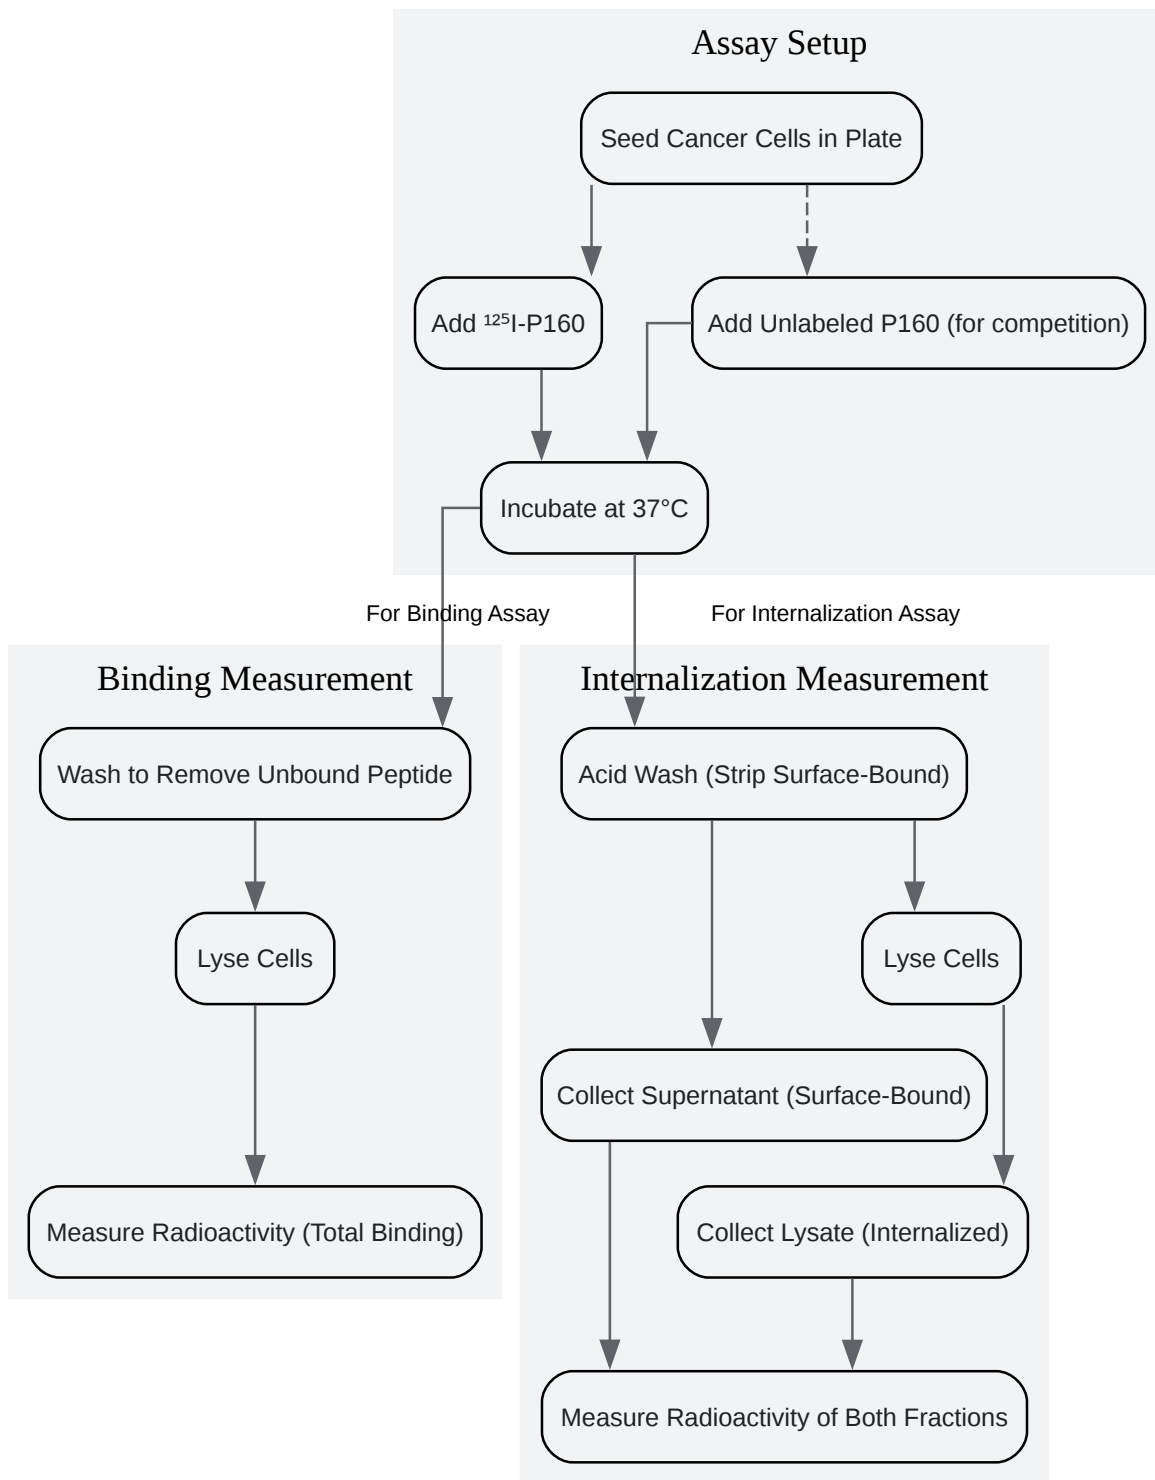 Assay Setup
Seed Cancer Cells in Plate
Add ¹²⁵I-P160
Add Unlabeled P160 (for competition)
Incubate at 37°C
For Binding Assay
For Internalization Assay
Binding Measurement
Wash to Remove Unbound Peptide
Lyse Cells
Measure Radioactivity (Total Binding)
Internalization Measurement
Acid Wash (Strip Surface-Bound)
Lyse Cells
Collect Supernatant (Surface-Bound)
Collect Lysate (Internalized)
Measure Radioactivity of Both Fractions